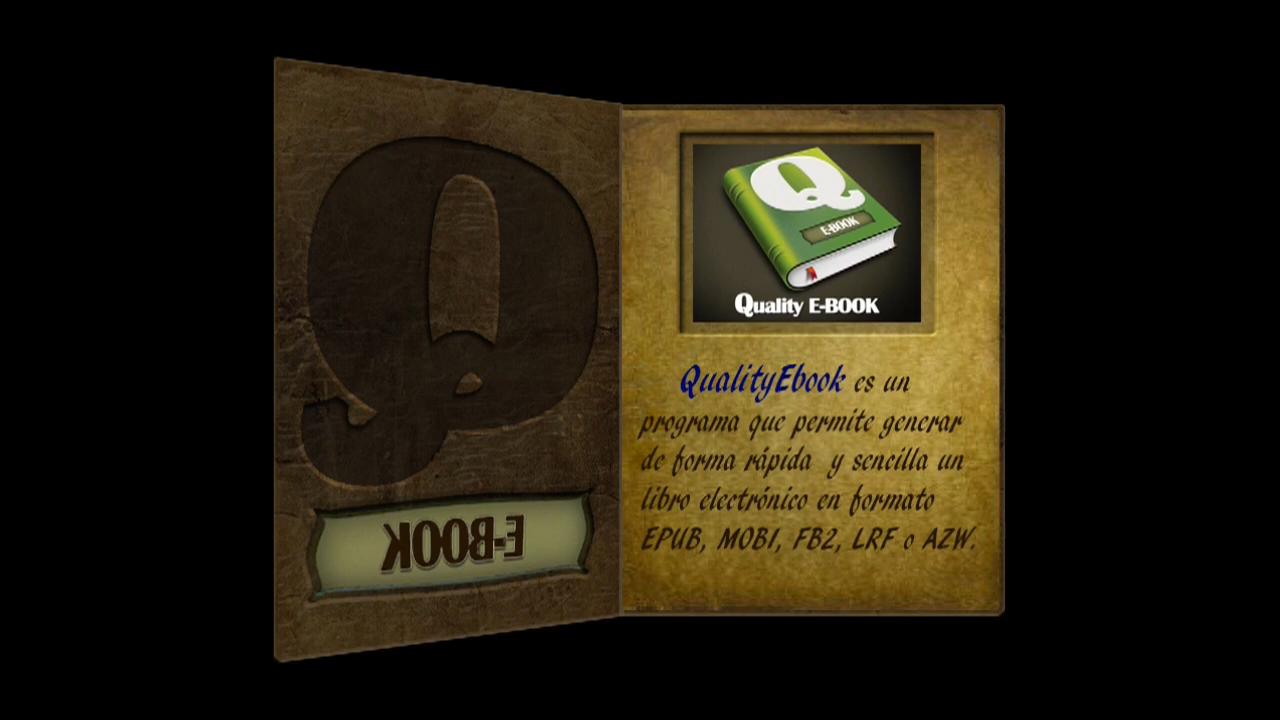 Q
E-BOOK
Q
E-BOOK
Quality E-BOOK
QualityEbook es un
programa que permite generar
de forma rápida y sencilla un
libro electrónico en formato
EPUB, MOBI, FB2, LRF o AZW.